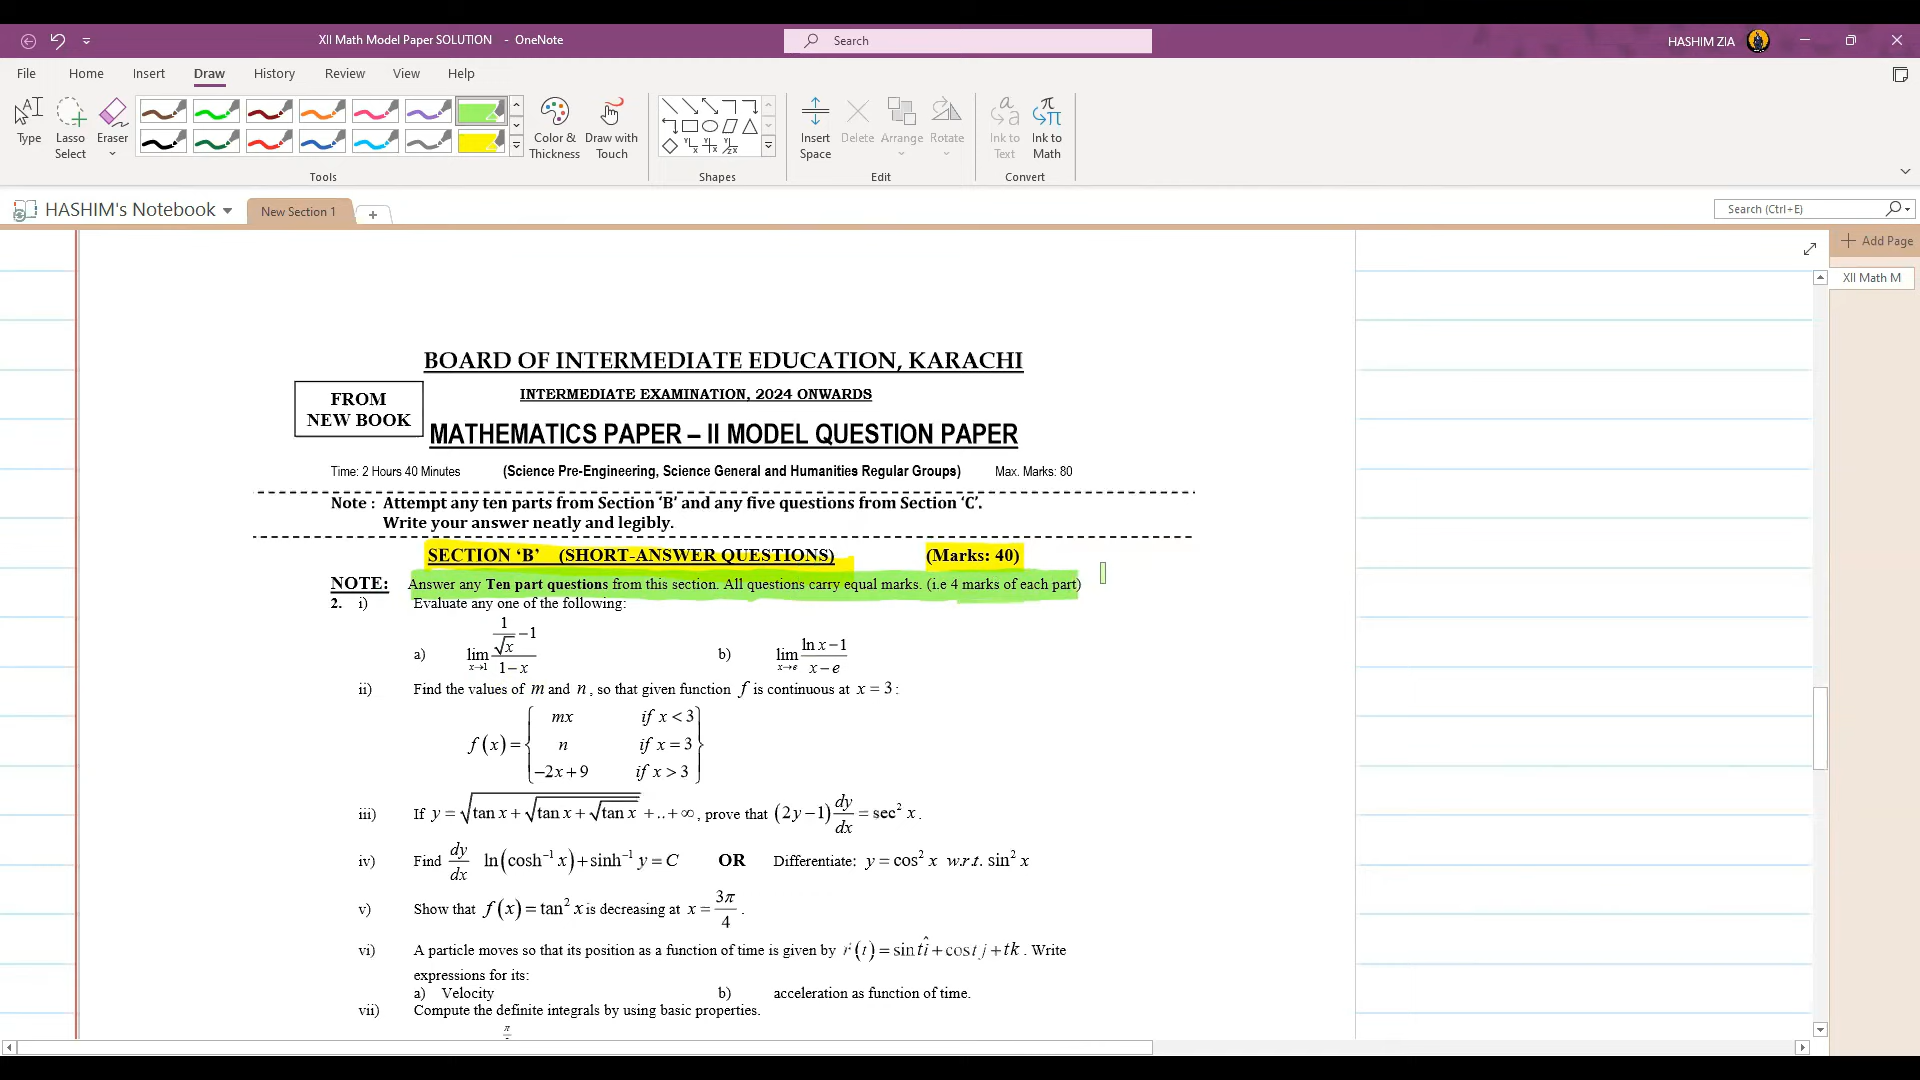 XII Math Model Paper SOLUTION - OneNote
Search
HASHIM ZIA
File Home Insert Draw History Review View Help
Type
Lasso Select
Eraser
Color & Thickness
Draw with Touch
Insert Space
Delete
Arrange
Rotate
Ink to Text
Ink to Math
Tools
Shapes
Edit
Convert
HASHIM's Notebook
New Section 1
Search (Ctrl+E)
Add Page
XII Math M
BOARD OF INTERMEDIATE EDUCATION, KARACHI
FROM
NEW BOOK
INTERMEDIATE EXAMINATION, 2024 ONWARDS
MATHEMATICS PAPER – II MODEL QUESTION PAPER
Time: 2 Hours 40 Minutes (Science Pre-Engineering, Science General and Humanities Regular Groups) Max. Marks: 80
Note : Attempt any ten parts from Section ‘B’ and any five questions from Section ‘C’.
Write your answer neatly and legibly.
SECTION ‘B’ (SHORT-ANSWER QUESTIONS) (Marks: 40)
NOTE: Answer any Ten part questions from this section. All questions carry equal marks. (i.e 4 marks of each part)
2. i) Evaluate any one of the following:
a) lim x→1 (1/√x − 1)/(1 − x) b) lim x→e (ln x − 1)/(x − e)
ii) Find the values of m and n, so that given function f is continuous at x = 3 :
mx if x < 3
f(x) = { n if x = 3 }
−2x + 9 if x > 3
iii) If y = √(tan x + √(tan x + √(tan x))) + .. + ∞, prove that (2y − 1) dy/dx = sec² x.
iv) Find dy/dx ln(cosh⁻¹ x) + sinh⁻¹ y = C OR Differentiate: y = cos² x w.r.t. sin² x
v) Show that f(x) = tan² x is decreasing at x = 3π/4.
vi) A particle moves so that its position as a function of time is given by r(t) = sin tî + cos t j + tk. Write
expressions for its:
a) Velocity b) acceleration as function of time.
vii) Compute the definite integrals by using basic properties.
π